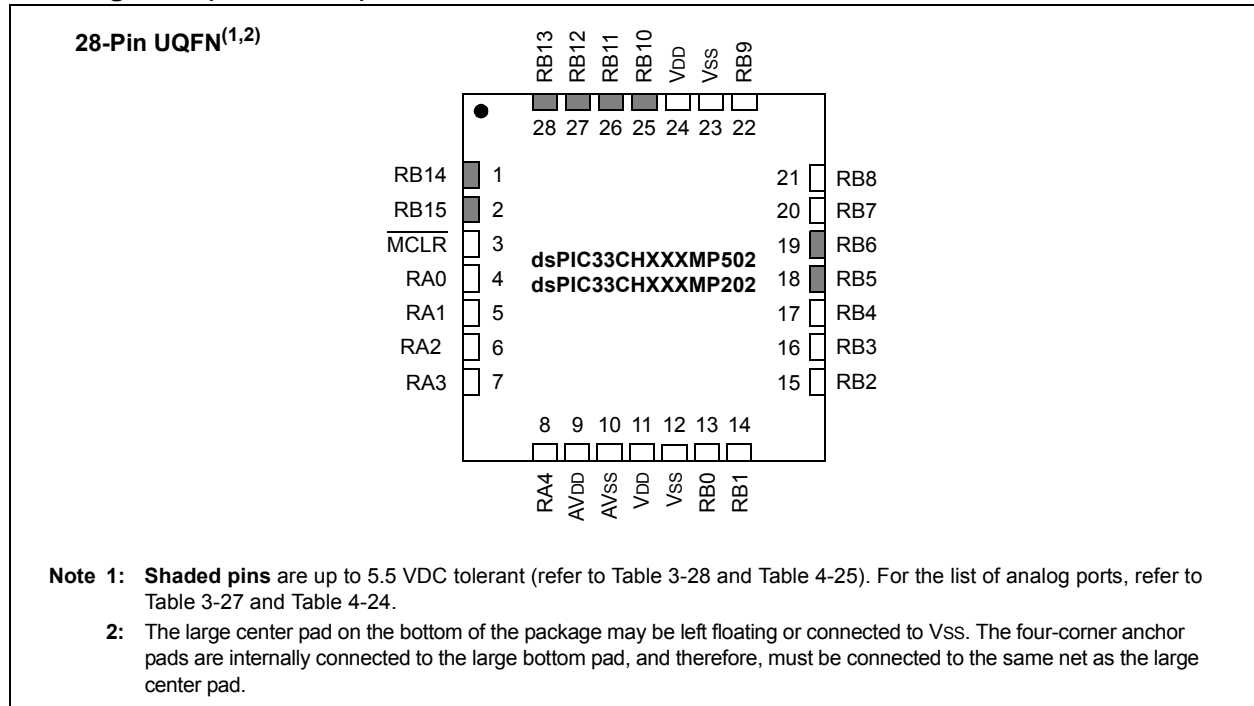 28-Pin UQFN(1,2)
RB13 RB12 RB11 RB10 VDD VSS RB9
28 27 26 25 24 23 22
RB14 1
RB15 2
MCLR 3
RA0 4
RA1 5
RA2 6
RA3 7
dsPIC33CHXXXMP502
dsPIC33CHXXXMP202
21 RB8
20 RB7
19 RB6
18 RB5
17 RB4
16 RB3
15 RB2
8 9 10 11 12 13 14
RA4 AVDD AVSS VDD VSS RB0 RB1
Note 1: Shaded pins are up to 5.5 VDC tolerant (refer to Table 3-28 and Table 4-25). For the list of analog ports, refer to
Table 3-27 and Table 4-24.
2: The large center pad on the bottom of the package may be left floating or connected to VSS. The four-corner anchor
pads are internally connected to the large bottom pad, and therefore, must be connected to the same net as the large
center pad.